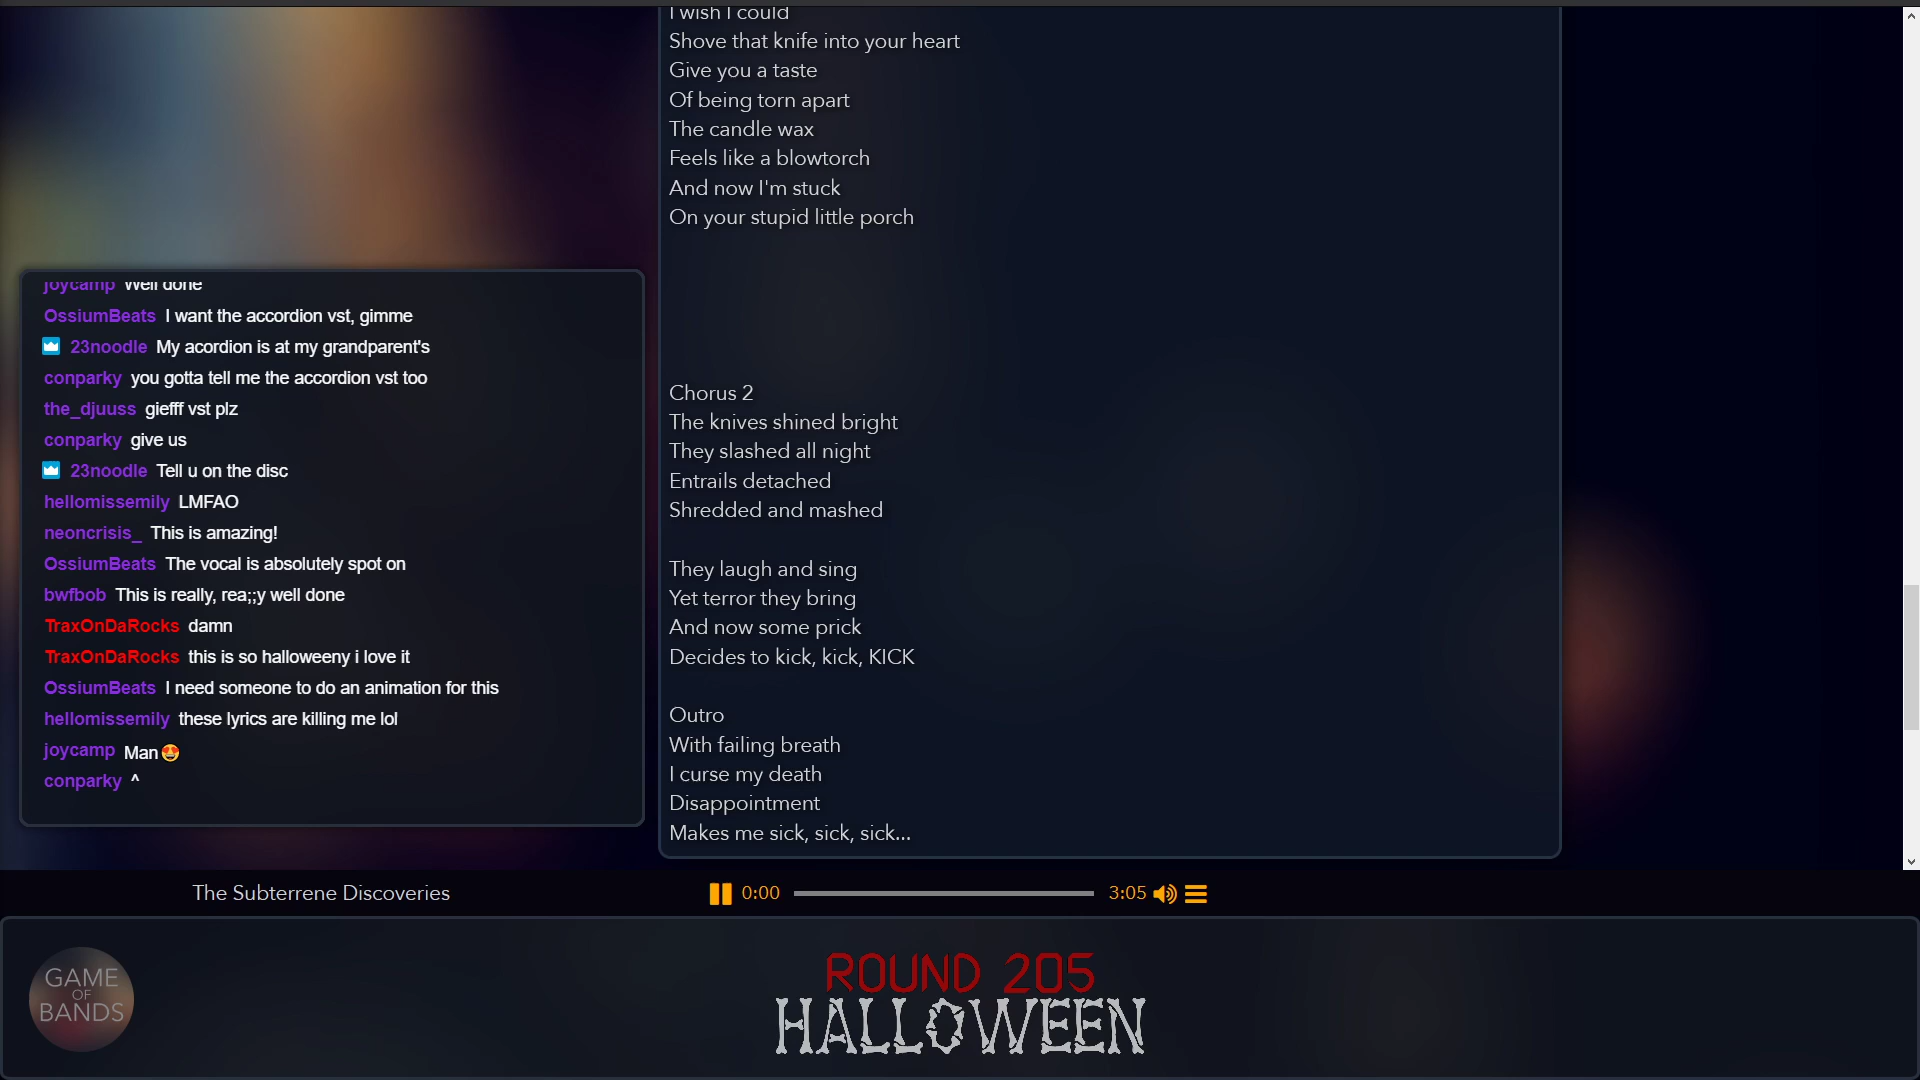 I wish I could
Shove that knife into your heart
Give you a taste
Of being torn apart
The candle wax
Feels like a blowtorch
And now I'm stuck
On your stupid little porch
Chorus 2
The knives shined bright
They slashed all night
Entrails detached
Shredded and mashed
They laugh and sing
Yet terror they bring
And now some prick
Decides to kick, kick, KICK
Outro
With failing breath
I curse my death
Disappointment
Makes me sick, sick, sick...
joycamp Well done
OssiumBeats I want the accordion vst, gimme
23noodle My acordion is at my grandparent's
conparky you gotta tell me the accordion vst too
the_djuuss giefff vst plz
conparky give us
23noodle Tell u on the disc
hellomissemily LMFAO
neoncrisis_ This is amazing!
OssiumBeats The vocal is absolutely spot on
bwfbob This is really, rea;;y well done
TraxOnDaRocks damn
TraxOnDaRocks this is so halloweeny i love it
OssiumBeats I need someone to do an animation for this
hellomissemily these lyrics are killing me lol
joycamp Man😍
conparky ^
The Subterrene Discoveries
0:00
3:05
GAME
OF
BANDS
ROUND 205
HALLOWEEN